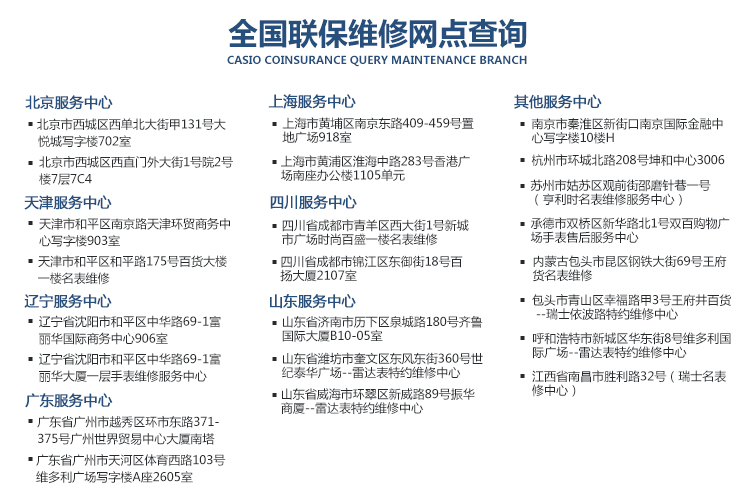 全国联保维修网点查询
CASIO COINSURANCE QUERY MAINTENANCE BRANCH
北京服务中心
北京市西城区西单北大街甲131号大
悦城写字楼702室
北京市西城区西直门外大街1号院2号
楼7层7C4
天津服务中心
天津市和平区南京路天津环贸商务中
心写字楼903室
天津市和平区和平路175号百货大楼
一楼名表维修
辽宁服务中心
辽宁省沈阳市和平区中华路69-1富
丽华国际商务中心906室
辽宁省沈阳市和平区中华路69-1富
丽华大厦一层手表维修服务中心
广东服务中心
广东省广州市越秀区环市东路371-
375号广州世界贸易中心大厦南塔
广东省广州市天河区体育西路103号
维多利广场写字楼A座2605室
上海服务中心
上海市黄埔区南京东路409-459号置
地广场918室
上海市黄浦区淮海中路283号香港广
场南座办公楼1105单元
四川服务中心
四川省成都市青羊区西大街1号新城
市广场时尚百盛一楼名表维修
四川省成都市锦江区东御街18号百
扬大厦2107室
山东服务中心
山东省济南市历下区泉城路180号齐鲁
国际大厦B10-05室
山东省潍坊市奎文区东风东街360号世
纪泰华广场--雷达表特约维修中心
山东省威海市环翠区新威路89号振华
商厦--雷达表特约维修中心
其他服务中心
南京市秦淮区新街口南京国际金融中
心写字楼10楼H
杭州市环城北路208号坤和中心3006
苏州市姑苏区观前街邵磨针巷一号
（亨利时名表维修服务中心）
承德市双桥区新华路北1号双百购物广
场手表售后服务中心
内蒙古包头市昆区钢铁大街69号王府
货名表维修
包头市青山区幸福路甲3号王府井百货
--瑞士依波路特约维修中心
呼和浩特市新城区华东街8号维多利国
际广场--雷达表特约维修中心
江西省南昌市胜利路32号（瑞士名表
修中心）